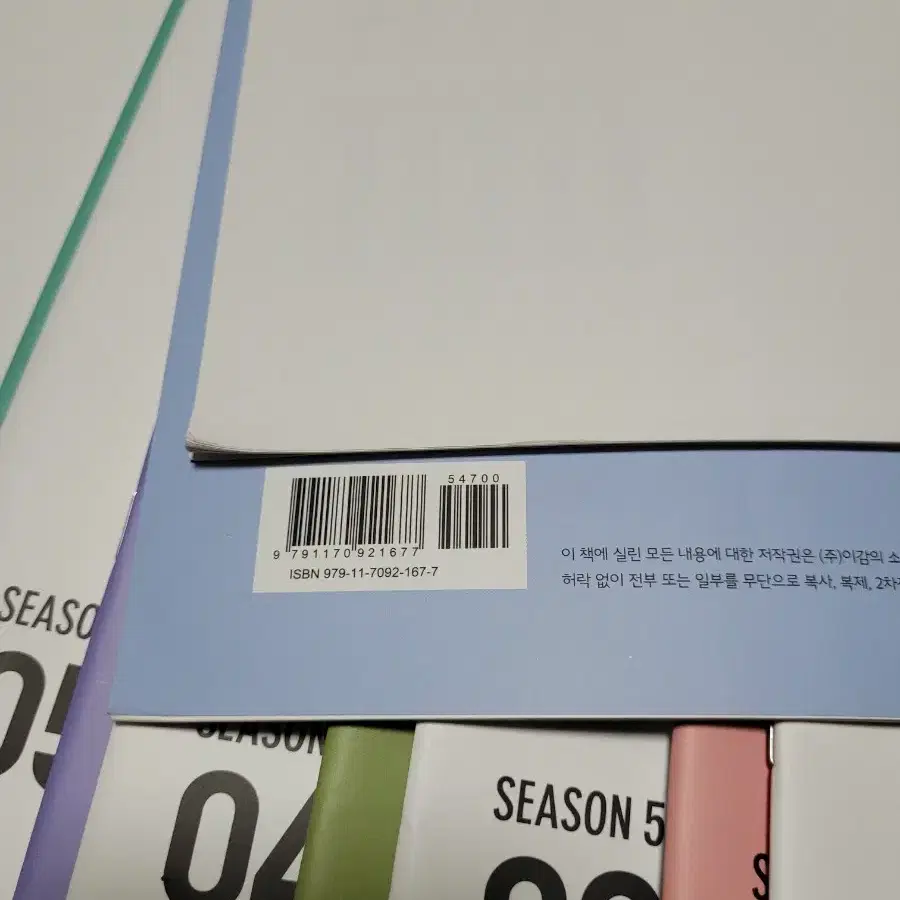 54700
9 791170 921677
ISBN 979-11-7092-167-7
이 책에 실린 모든 내용에 대한 저작권은 (주)이감의
허락 없이 전부 또는 일부를 무단으로 복사, 복제,
05
SEASON
04
SEASON 5